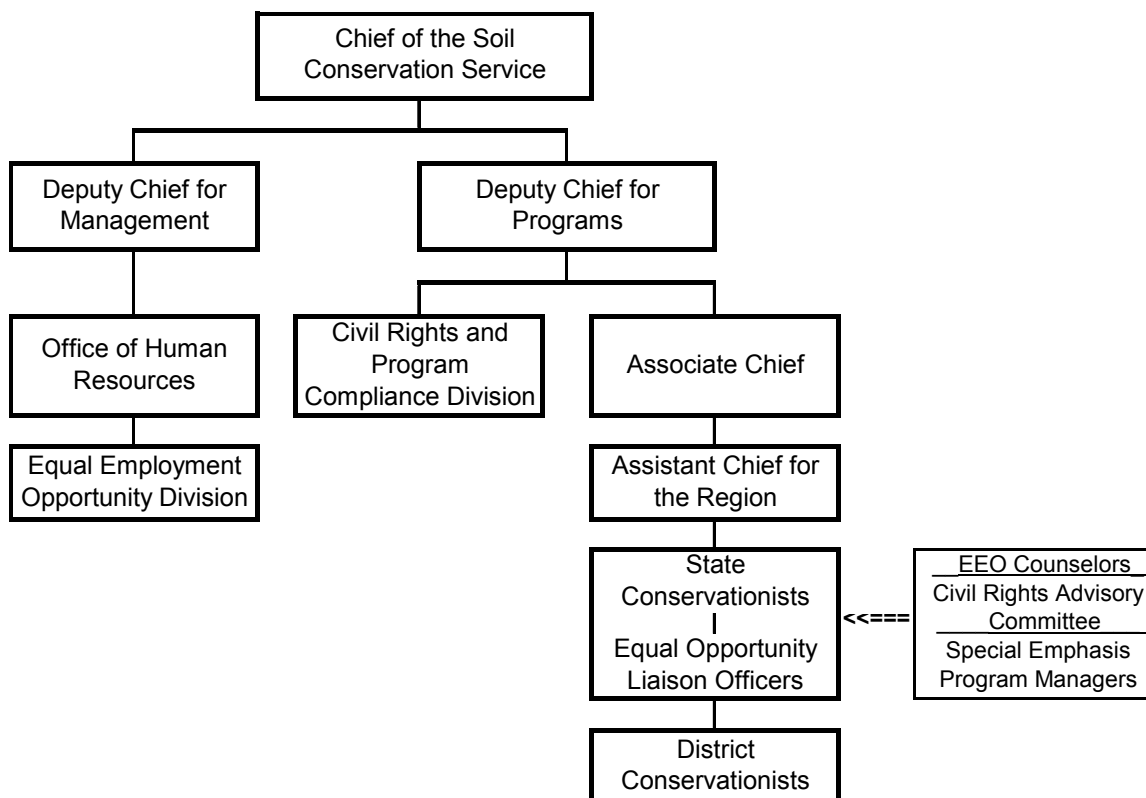 Chief of the Soil
Conservation Service
Deputy Chief for
Management
Deputy Chief for
Programs
Office of Human
Resources
Civil Rights and
Program
Compliance Division
Associate Chief
Equal Employment
Opportunity Division
Assistant Chief for
the Region
State
Conservationists
Equal Opportunity
Liaison Officers
<<===
EEO Counselors
Civil Rights Advisory
Committee
Special Emphasis
Program Managers
District
Conservationists